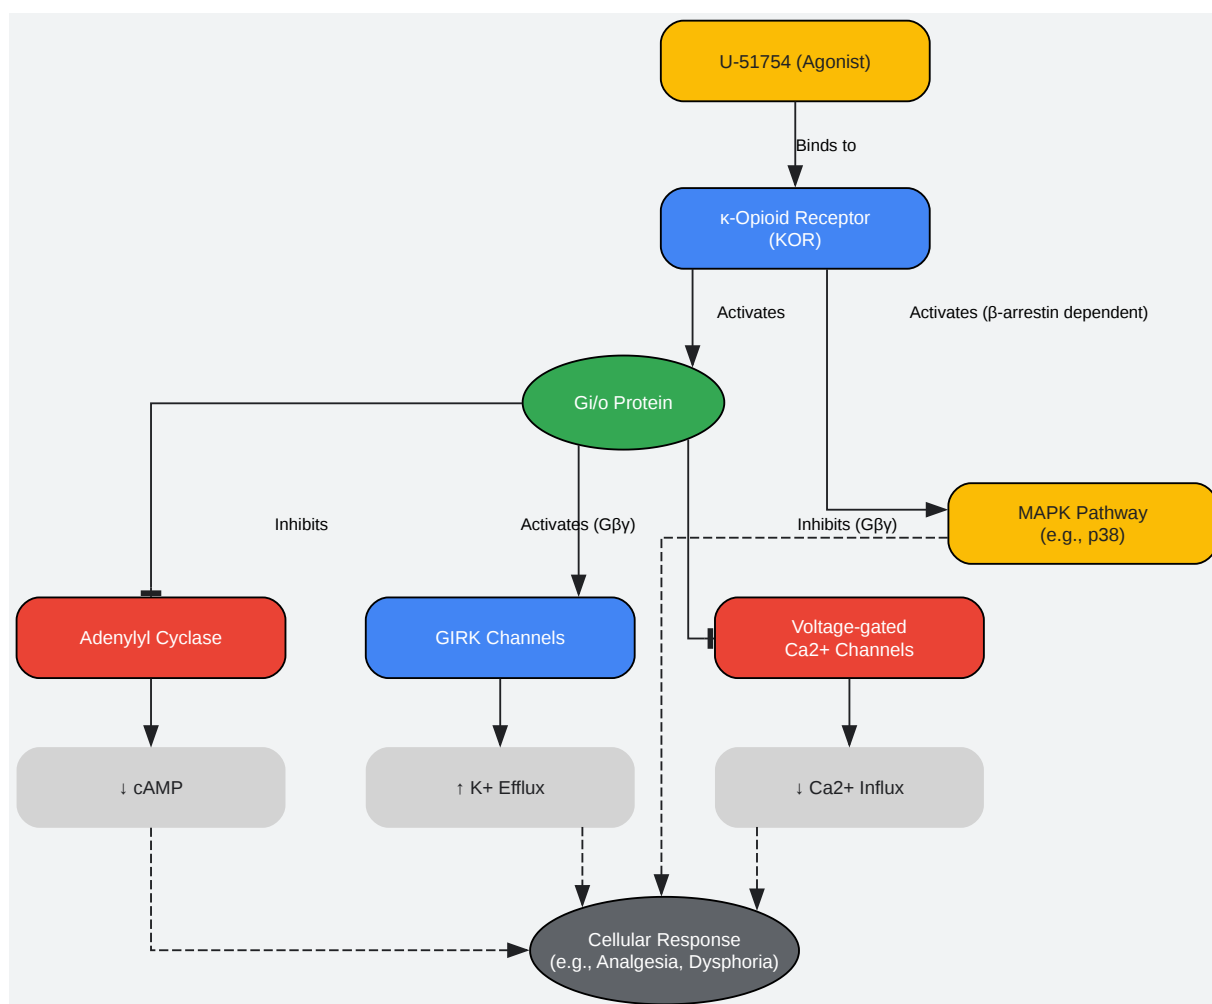 U-51754 (Agonist)
Binds to
κ-Opioid Receptor
(KOR)
Activates
Activates (β-arrestin dependent)
Gi/o Protein
Inhibits
Activates (Gβγ)
Inhibits (Gβγ)
MAPK Pathway
(e.g., p38)
Adenylyl Cyclase
GIRK Channels
Voltage-gated
Ca2+ Channels
↓ cAMP
↑ K+ Efflux
↓ Ca2+ Influx
Cellular Response
(e.g., Analgesia, Dysphoria)